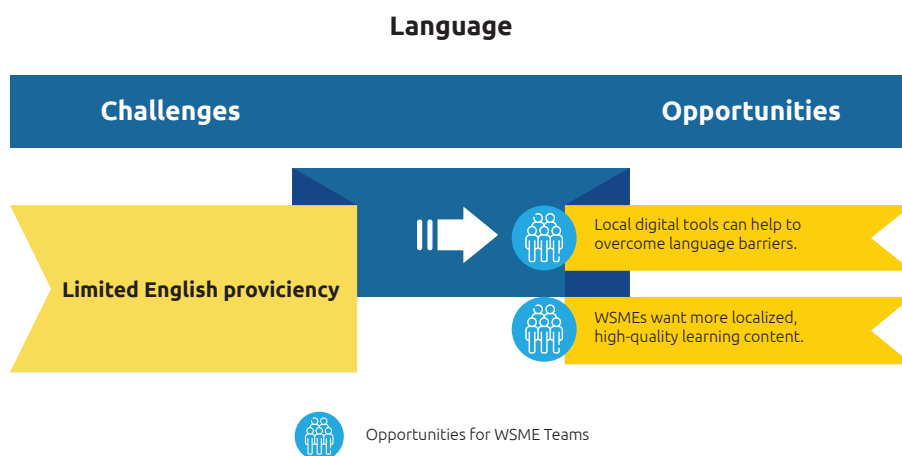 Language
Challenges
Opportunities
Limited English proviciency
Local digital tools can help to
overcome language barriers.
WSMEs want more localized,
high-quality learning content.
Opportunities for WSME Teams